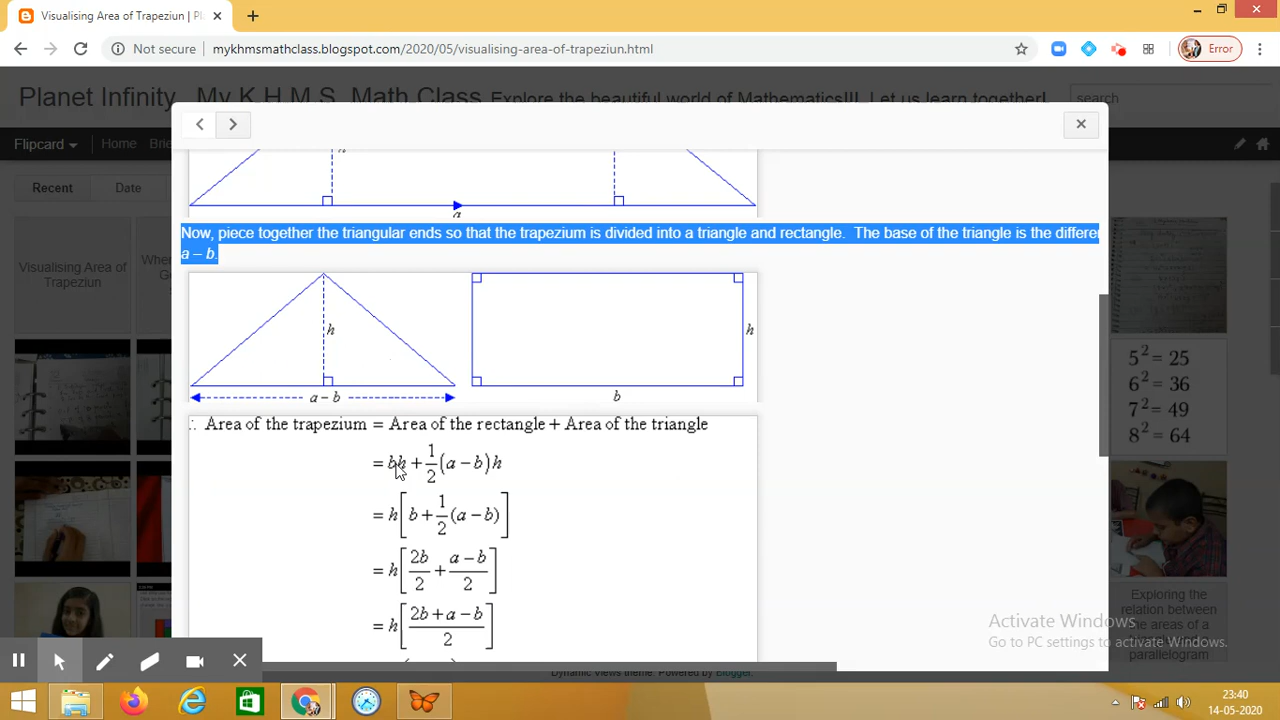 Visualising Area of Trapeziun | Pl
Not secure | mykhmsmathclass.blogspot.com/2020/05/visualising-area-of-trapeziun.html
Error
Planet Infinity My K.H.M.S. Math Class Explore the beautiful world of Mathematics!!! Let us learn together!
search
Flipcard Home
Recent Date
a
Now, piece together the triangular ends so that the trapezium is divided into a triangle and rectangle. The base of the triangle is the differer
a – b.
Visualising Area of
Trapeziun
h
h
a – b
b
∴ Area of the trapezium = Area of the rectangle + Area of the triangle
= bh + 1/2 (a – b)h
= h[b + 1/2 (a – b)]
= h[2b/2 + (a – b)/2]
= h[(2b + a – b)/2]
5² = 25
6² = 36
7² = 49
8² = 64
Exploring the
relation between
the areas of a
parallelogram
Activate Windows
Go to PC settings to activate Windows.
Dynamic Views theme. Powered by Blogger.
23:40
14-05-2020